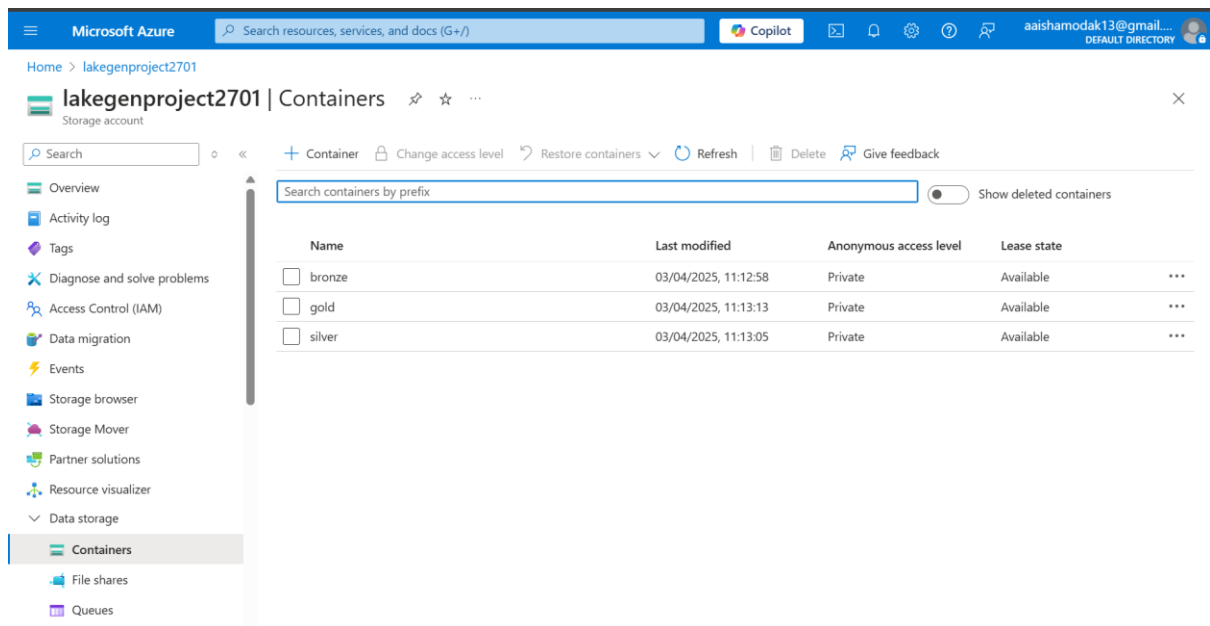 Microsoft Azure
Search resources, services, and docs (G+/)
Copilot
aaishamodak13@gmail....
DEFAULT DIRECTORY
Home > lakegenproject2701
lakegenproject2701 | Containers
Storage account
Search
Container
Change access level
Restore containers
Refresh
Delete
Give feedback
Overview
Activity log
Tags
Diagnose and solve problems
Access Control (IAM)
Data migration
Events
Storage browser
Storage Mover
Partner solutions
Resource visualizer
Data storage
Containers
File shares
Queues
Search containers by prefix
Show deleted containers
Name Last modified Anonymous access level Lease state
bronze 03/04/2025, 11:12:58 Private Available
gold 03/04/2025, 11:13:13 Private Available
silver 03/04/2025, 11:13:05 Private Available